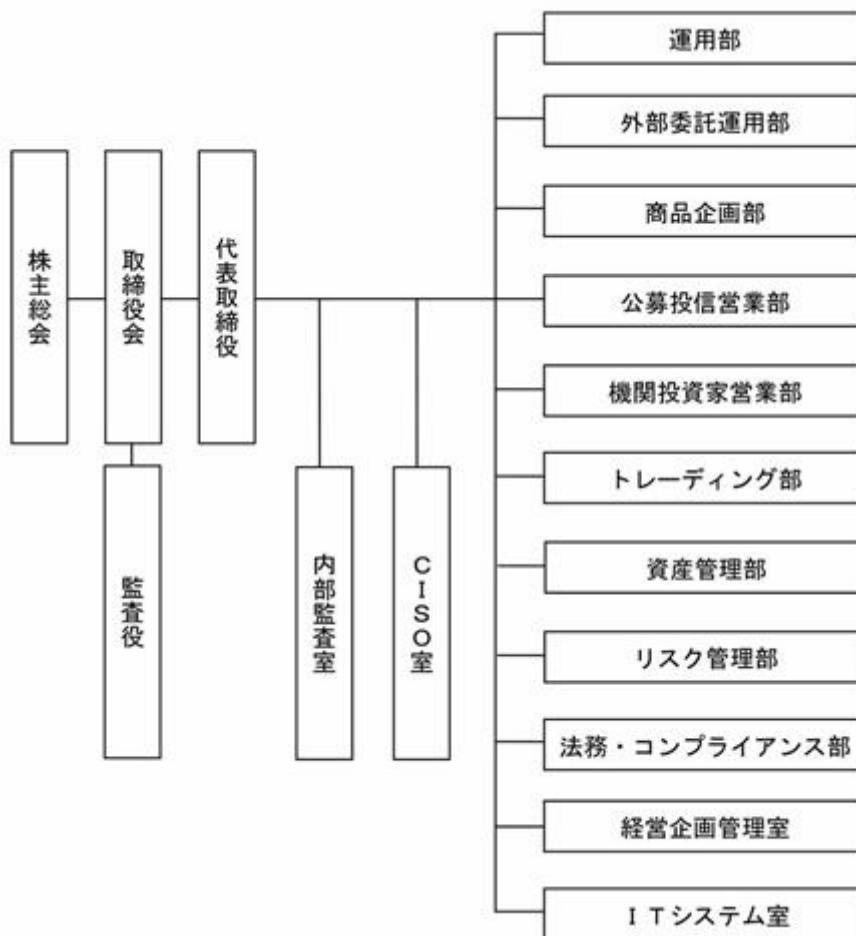 株主総会
取締役会
代表取締役
監査役
内部監査室
CISO室
運用部
外部委託運用部
商品企画部
公募投信営業部
機関投資家営業部
トレーディング部
資産管理部
リスク管理部
法務・コンプライアンス部
経営企画管理室
ITシステム室